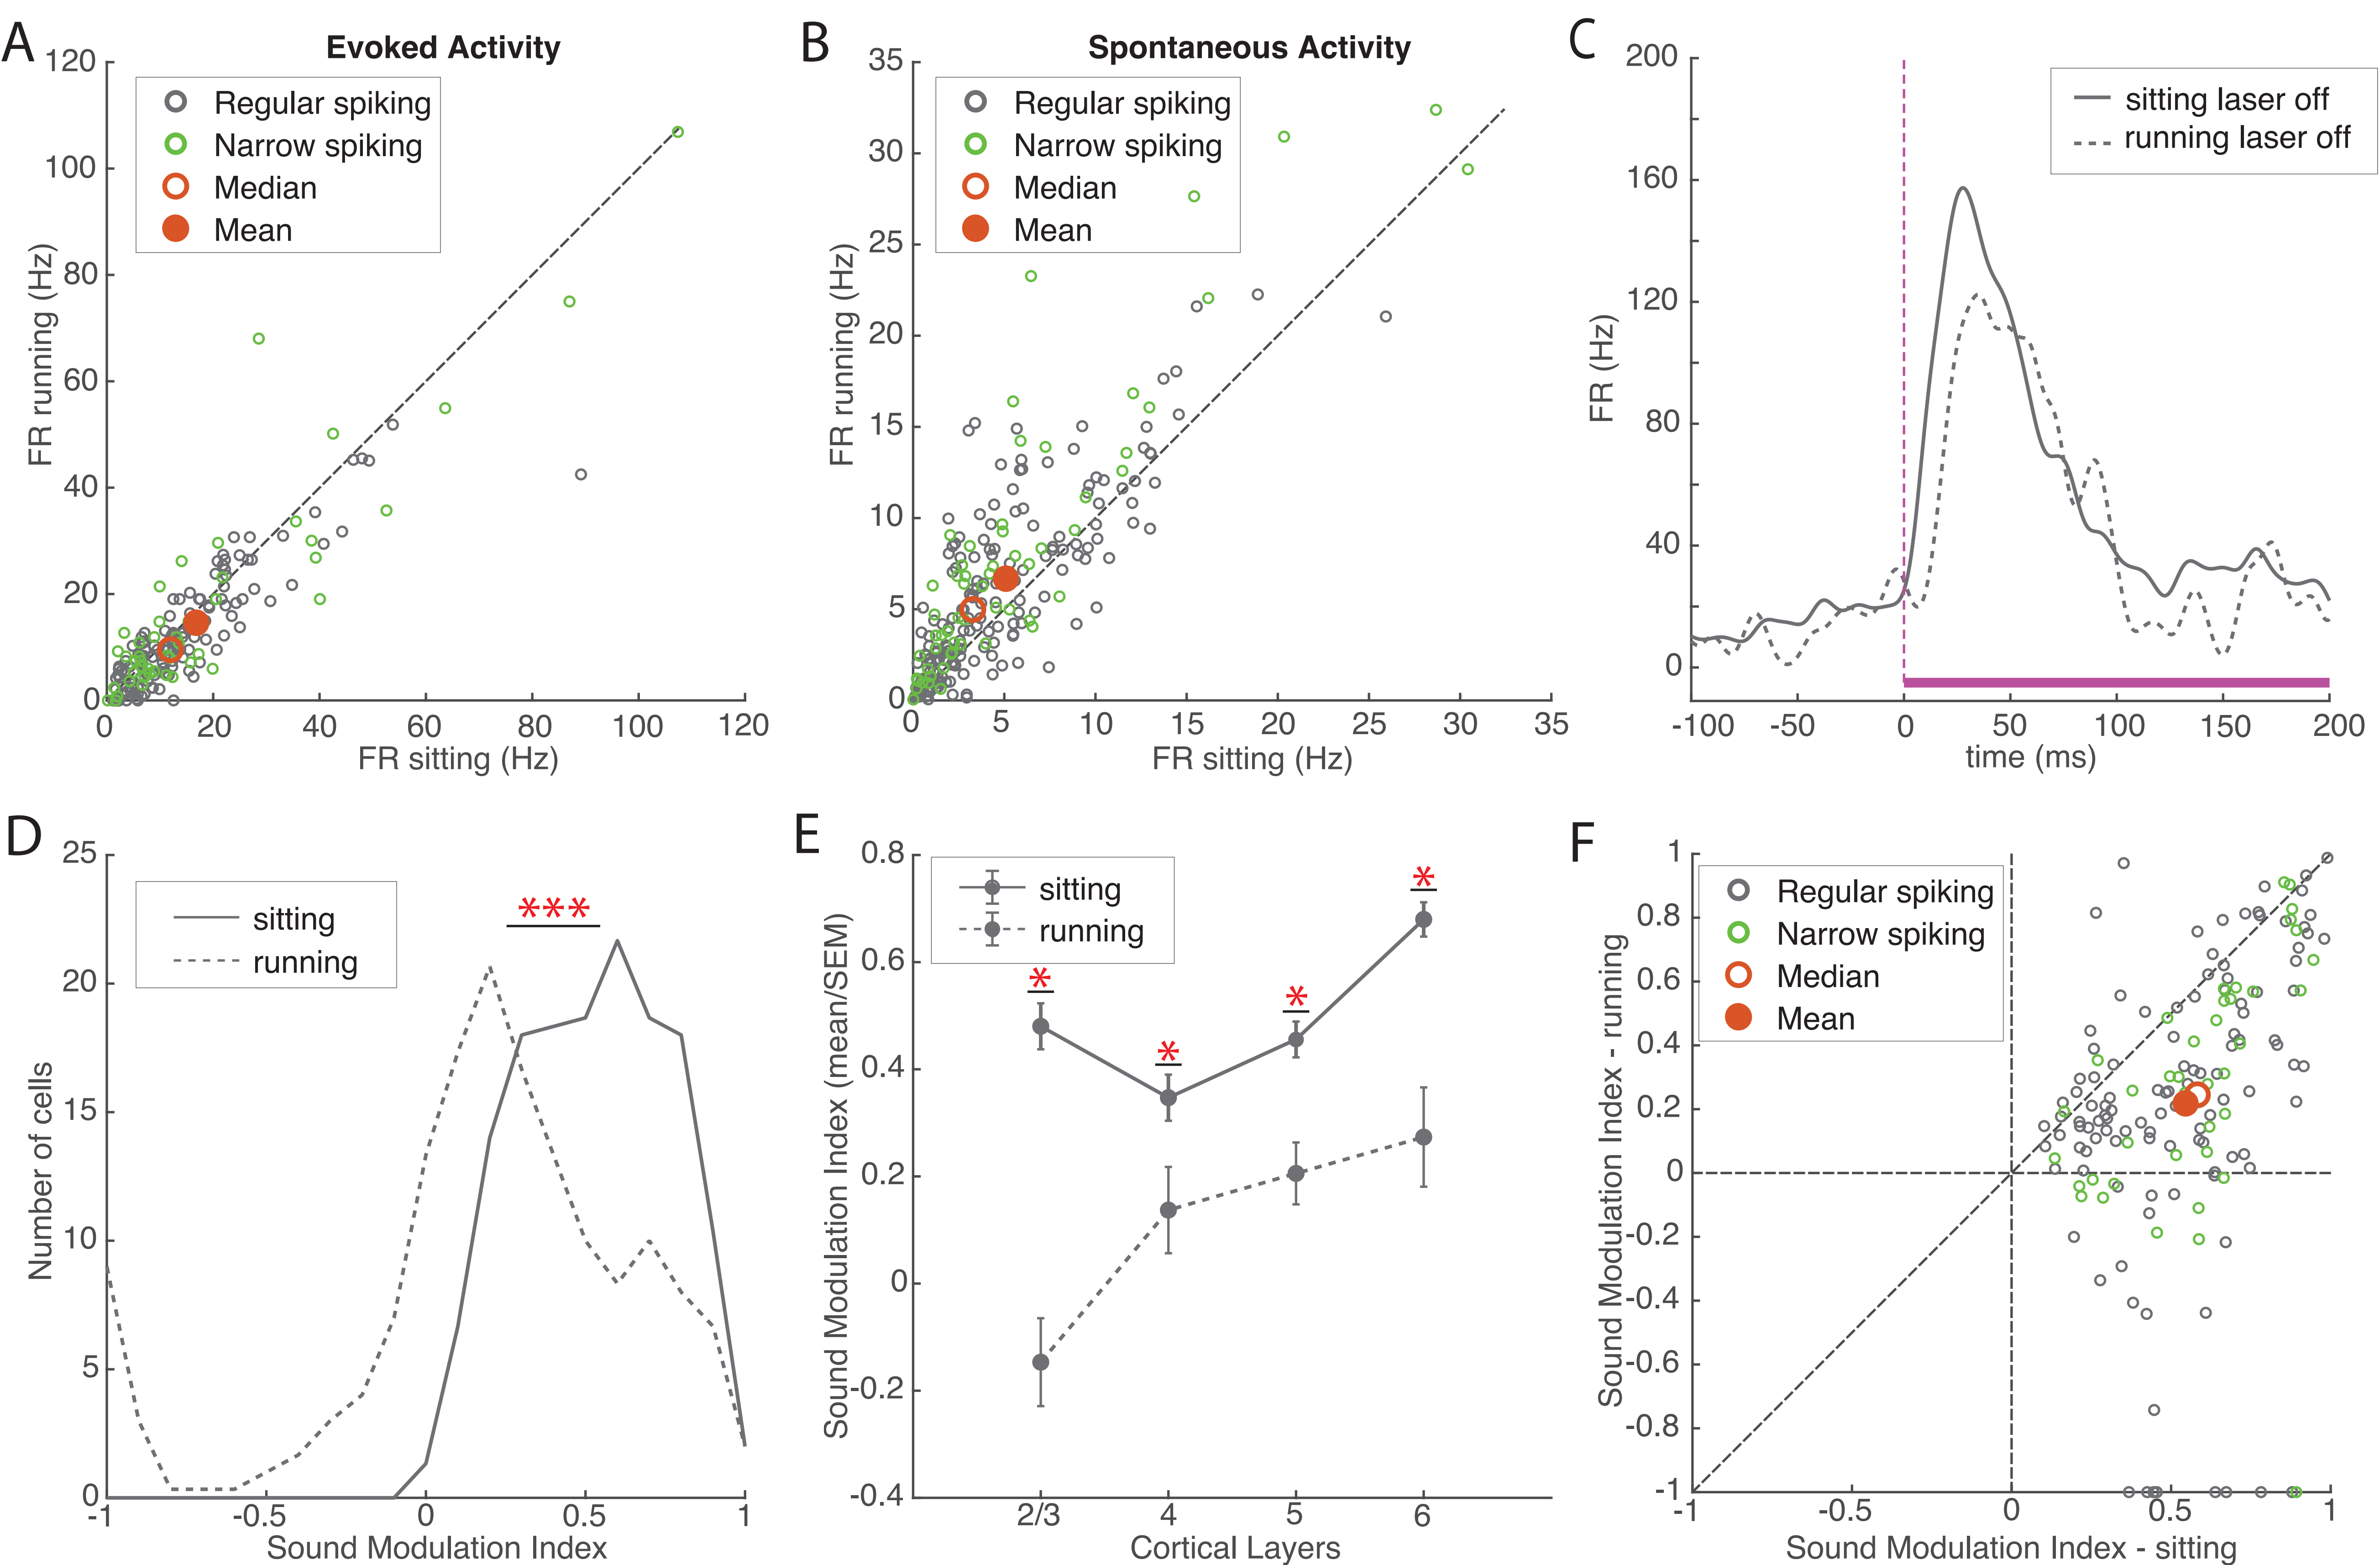 A
Evoked Activity
120
100
80
60
40
20
0
FR running (Hz)
Regular spiking
Narrow spiking
Median
Mean
0 20 40 60 80 100 120
FR sitting (Hz)
B
Spontaneous Activity
35
30
25
20
15
10
5
0
FR running (Hz)
Regular spiking
Narrow spiking
Median
Mean
0 5 10 15 20 25 30 35
FR sitting (Hz)
C
200
160
120
80
40
0
FR (Hz)
sitting laser off
running laser off
-100 -50 0 50 100 150 200
time (ms)
D
25
20
15
10
5
0
Number of cells
sitting
running
***
-1 -0.5 0 0.5 1
Sound Modulation Index
E
0.8
0.6
0.4
0.2
0
-0.2
-0.4
Sound Modulation Index (mean/SEM)
sitting
running
*
*
*
*
2/3 4 5 6
Cortical Layers
F
1
0.8
0.6
0.4
0.2
0
-0.2
-0.4
-0.6
-0.8
-1
Sound Modulation Index - running
Regular spiking
Narrow spiking
Median
Mean
-1 -0.5 0 0.5 1
Sound Modulation Index - sitting